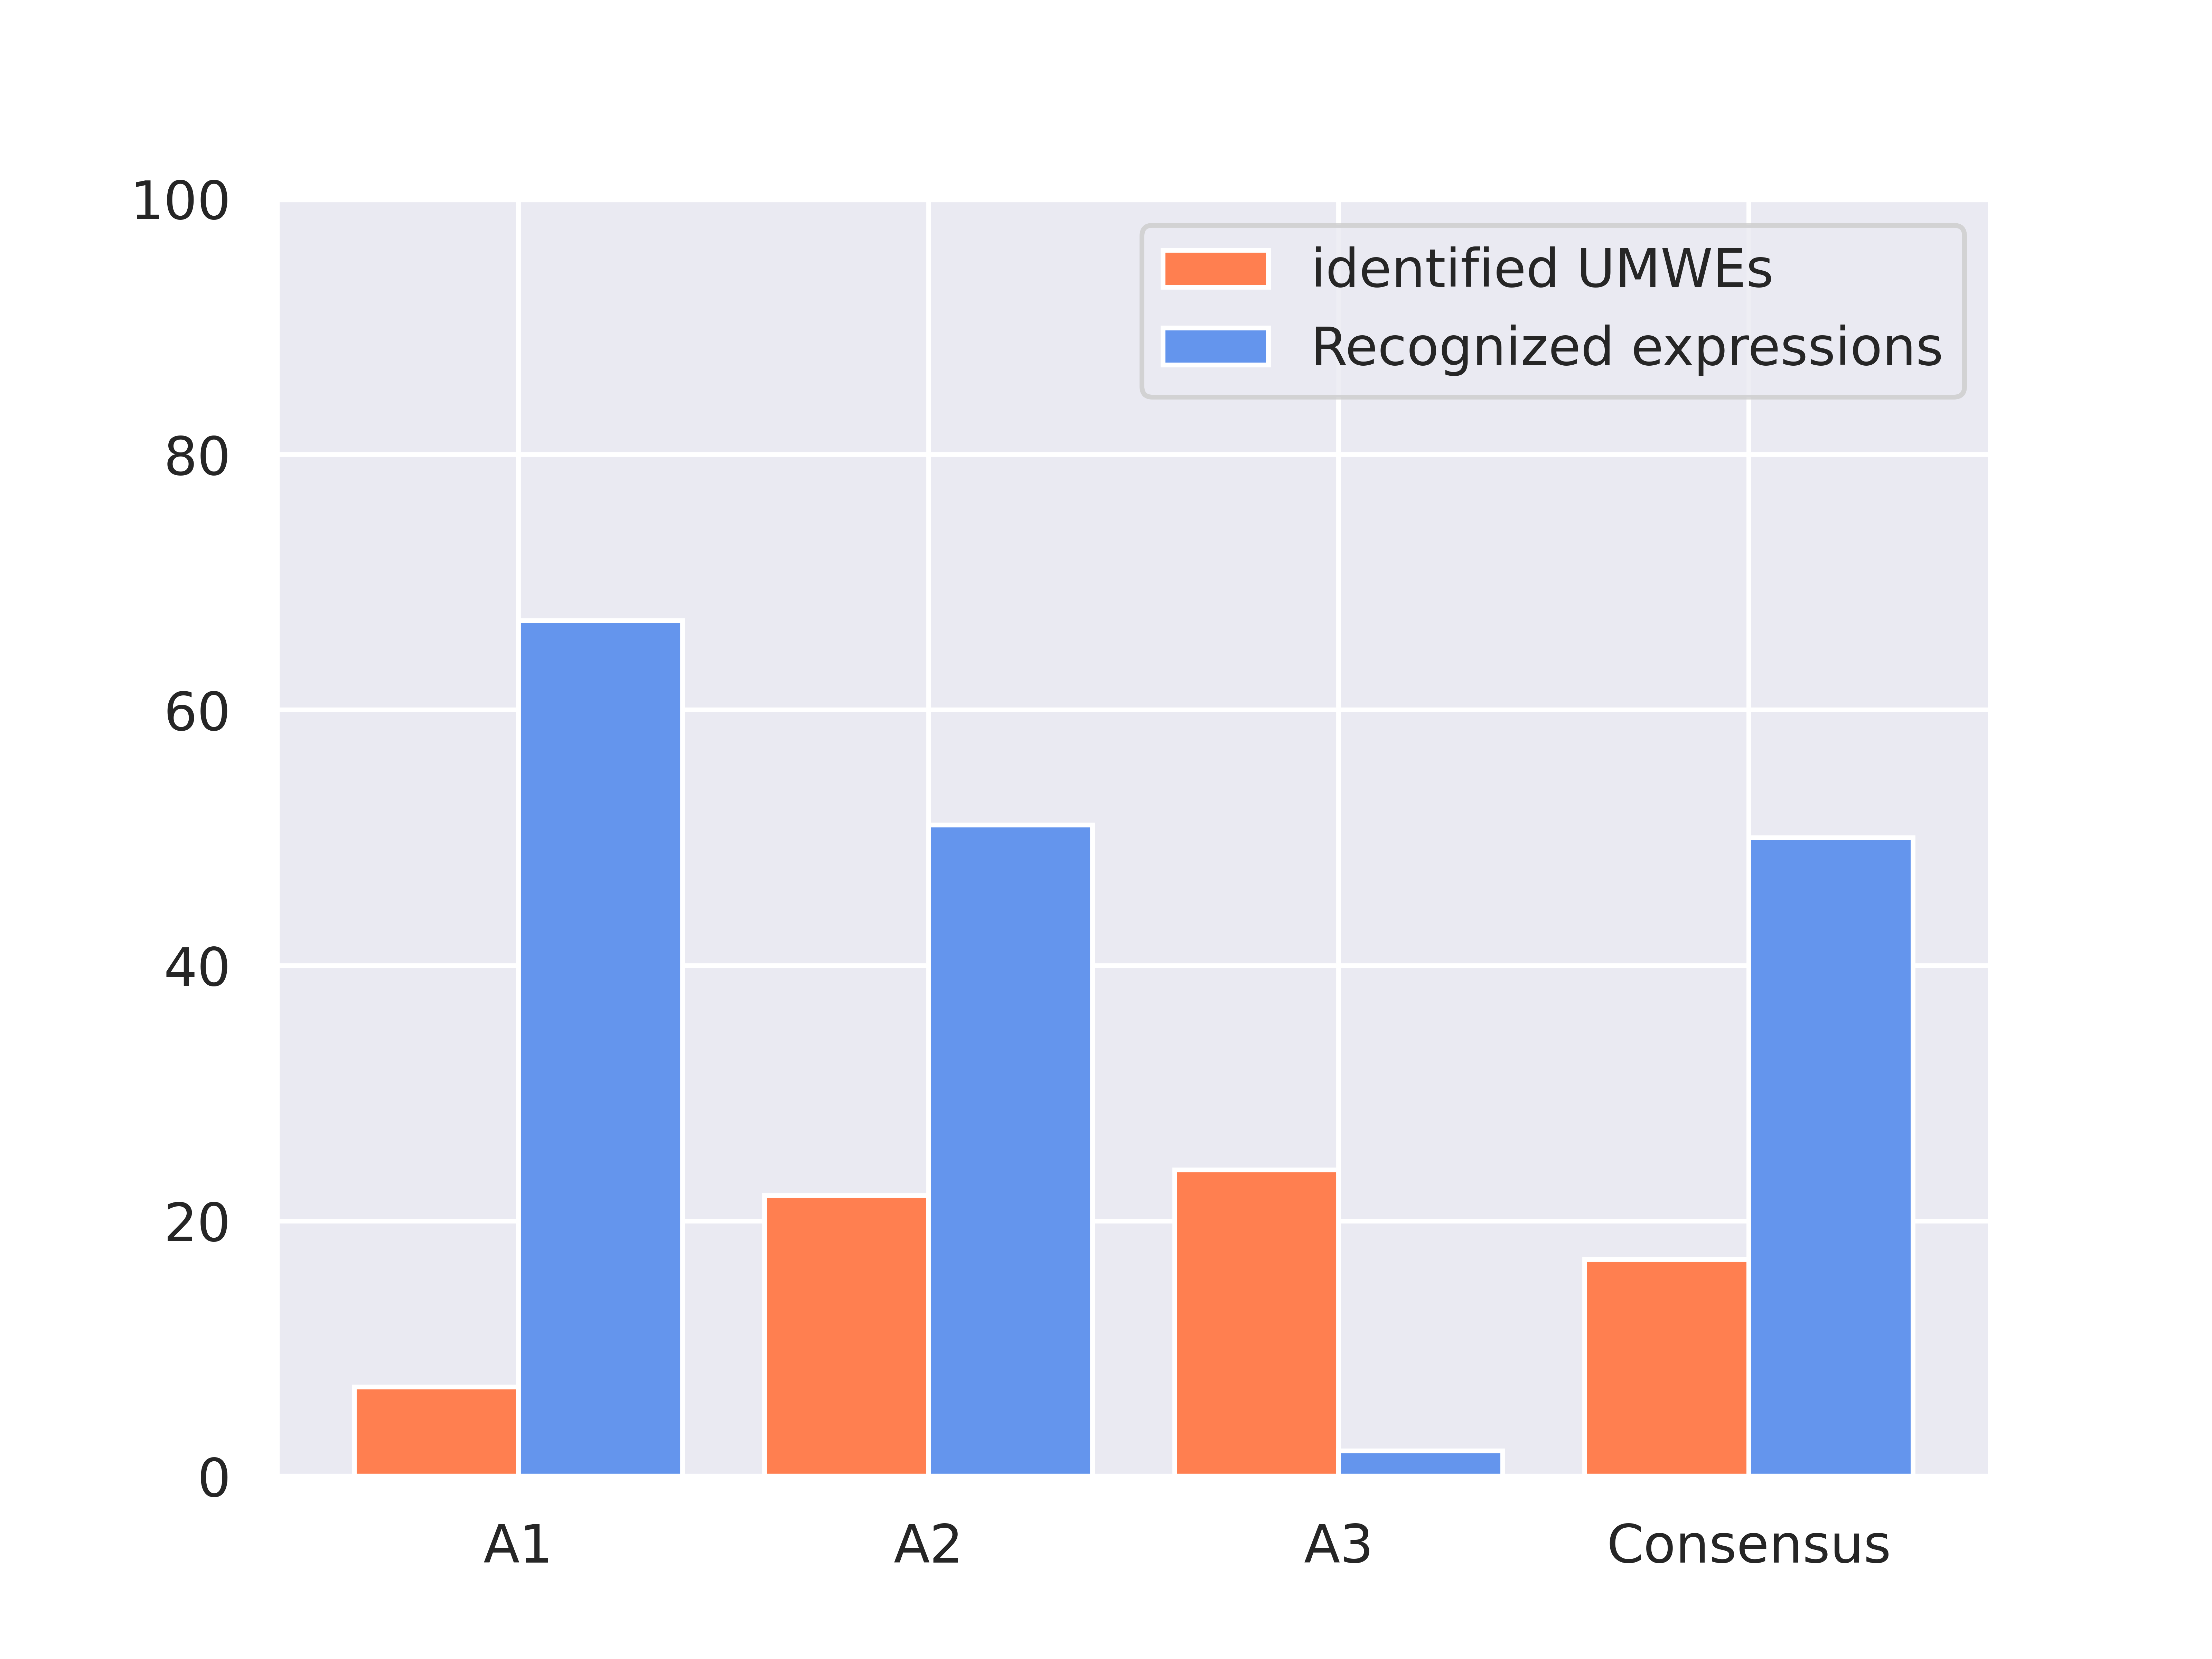 100
80
60
40
20
0
identified UMWEs
Recognized expressions
A1
A2
A3
Consensus